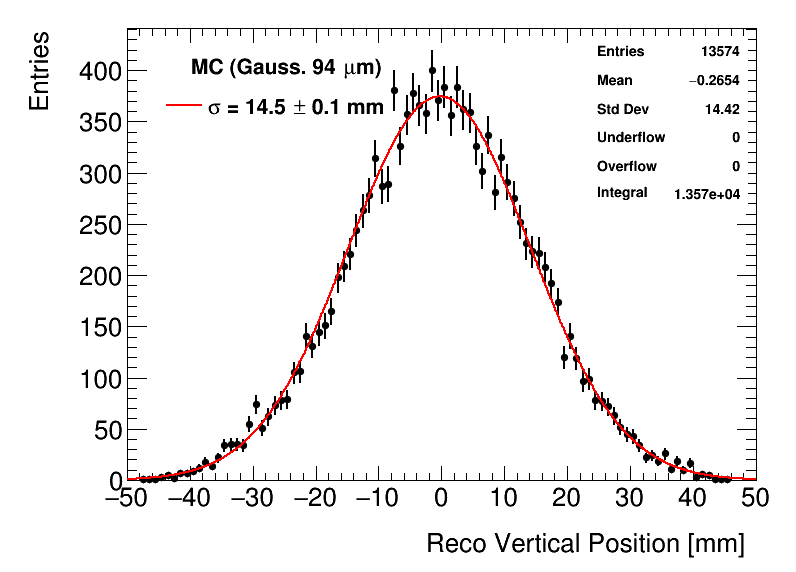 Entries
MC (Gauss. 94 μm)
σ = 14.5 ± 0.1 mm
Entries 13574
Mean −0.2654
Std Dev 14.42
Underflow 0
Overflow 0
Integral 1.357e+04
400
350
300
250
200
150
100
50
0
−50 −40 −30 −20 −10 0 10 20 30 40 50
Reco Vertical Position [mm]